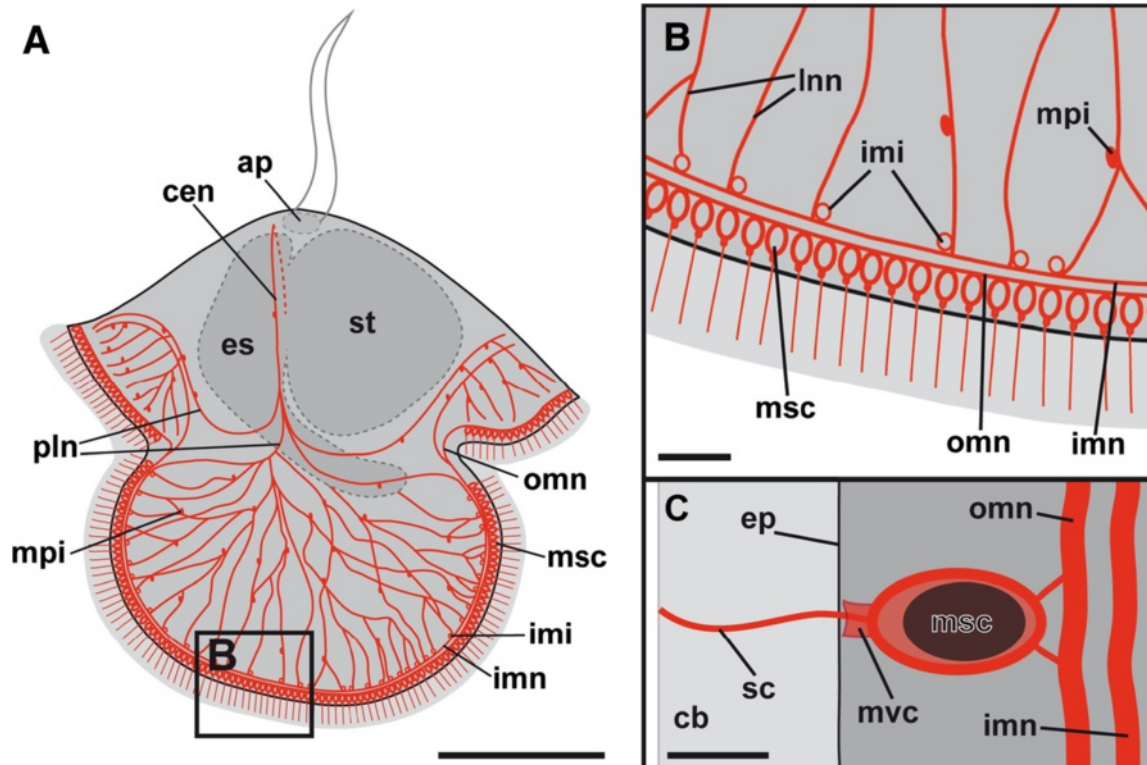 A
ap
cen
es
st
pln
omn
mpi
msc
imi
imn
B
B
lnn
mpi
imi
msc
omn
imn
C
ep
omn
msc
sc
mvc
cb
imn